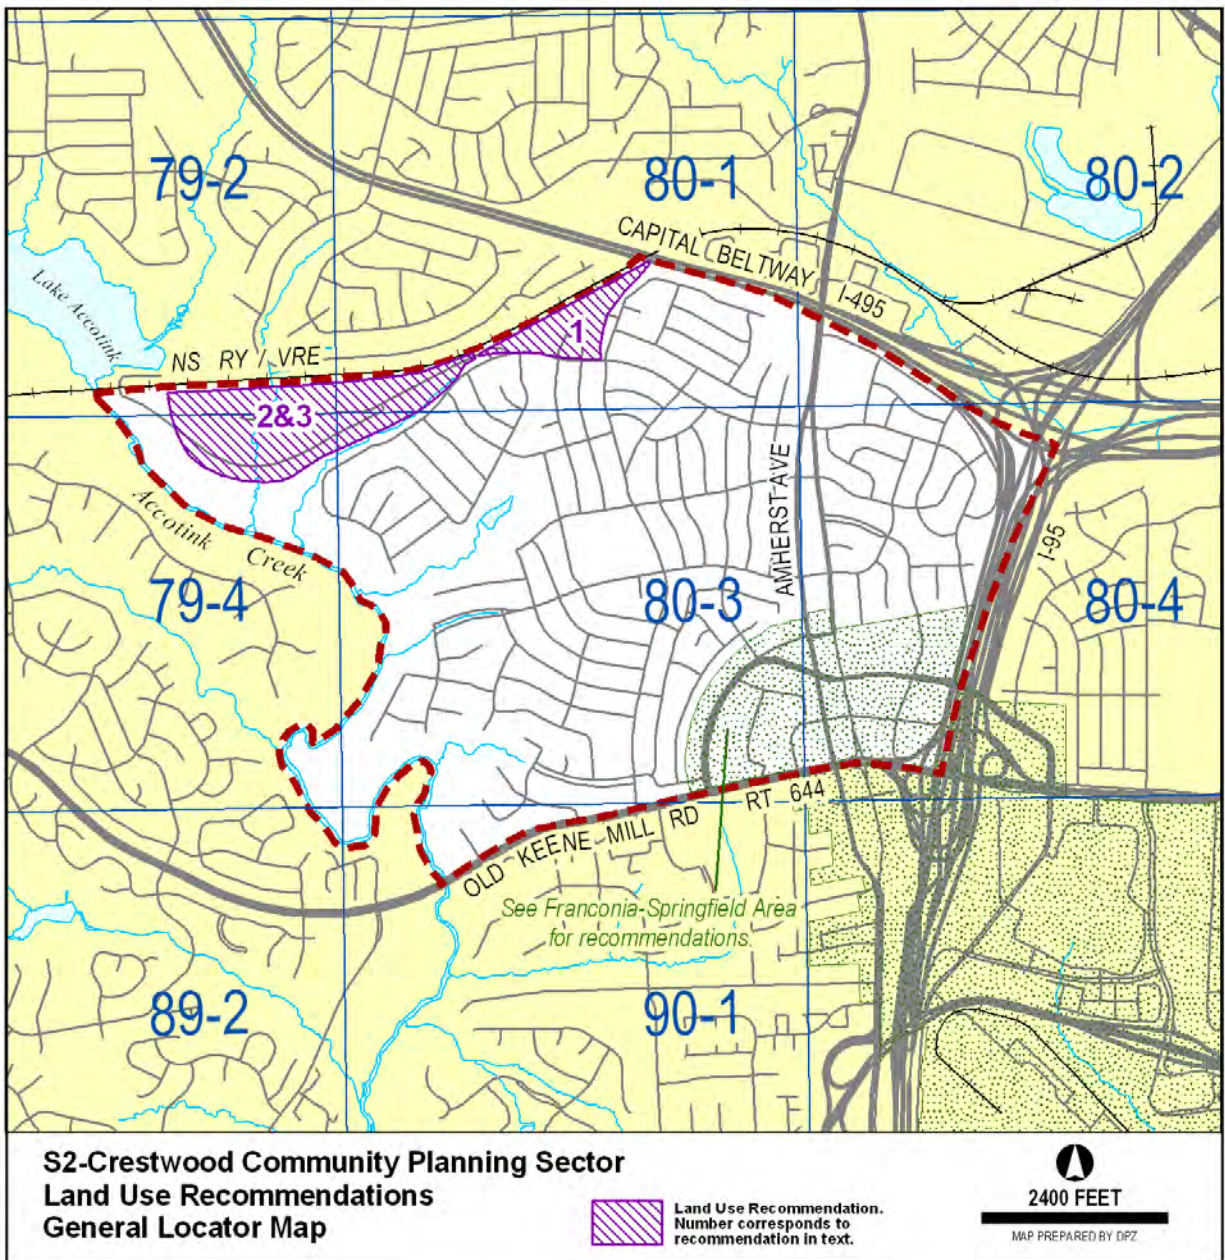 79-2
80-1
80-2
CAPITAL BELTWAY I-495
Lake Accotink
NS RY / VRE
1
2&3
AMHERST AVE
I-95
Accotink Creek
79-4
80-3
80-4
OLD KEENE MILL RD RT 644
See Franconia-Springfield Area
for recommendations.
89-2
90-1
S2-Crestwood Community Planning Sector
Land Use Recommendations
General Locator Map
Land Use Recommendation.
Number corresponds to
recommendation in text.
2400 FEET
MAP PREPARED BY DPZ